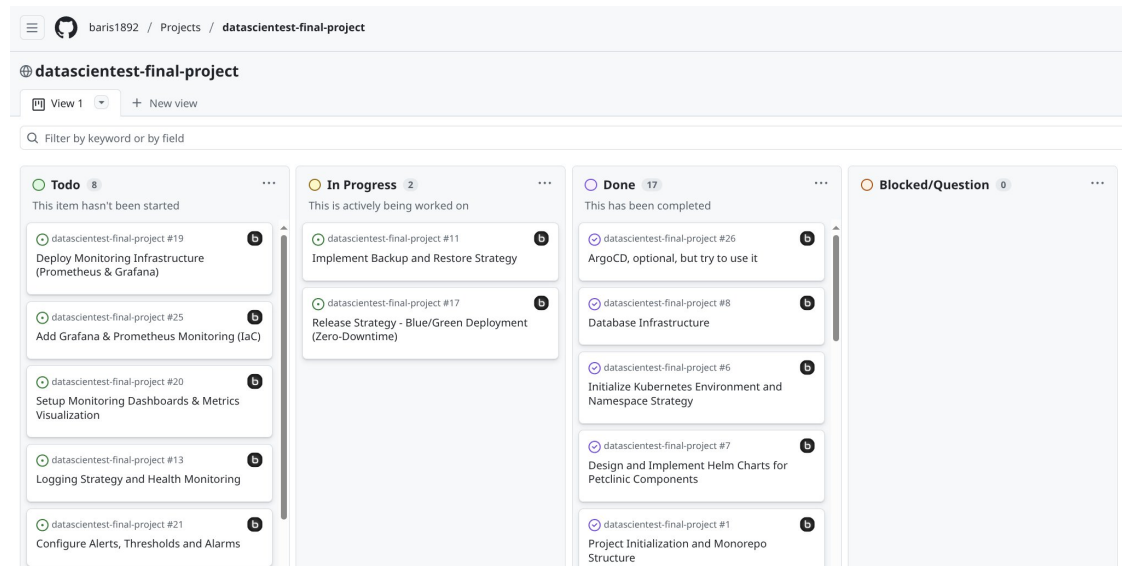 baris1892 / Projects / datascientest-final-project
datascientest-final-project
View 1
+ New view
Filter by keyword or by field
Todo 8
This item hasn't been started
datascientest-final-project #19
Deploy Monitoring Infrastructure
(Prometheus & Grafana)
datascientest-final-project #25
Add Grafana & Prometheus Monitoring (IaC)
datascientest-final-project #20
Setup Monitoring Dashboards & Metrics
Visualization
datascientest-final-project #13
Logging Strategy and Health Monitoring
datascientest-final-project #21
Configure Alerts, Thresholds and Alarms
In Progress 2
This is actively being worked on
datascientest-final-project #11
Implement Backup and Restore Strategy
datascientest-final-project #17
Release Strategy - Blue/Green Deployment
(Zero-Downtime)
Done 17
This has been completed
datascientest-final-project #26
ArgoCD, optional, but try to use it
datascientest-final-project #8
Database Infrastructure
datascientest-final-project #6
Initialize Kubernetes Environment and
Namespace Strategy
datascientest-final-project #7
Design and Implement Helm Charts for
Petclinic Components
datascientest-final-project #1
Project Initialization and Monorepo
Structure
Blocked/Question 0